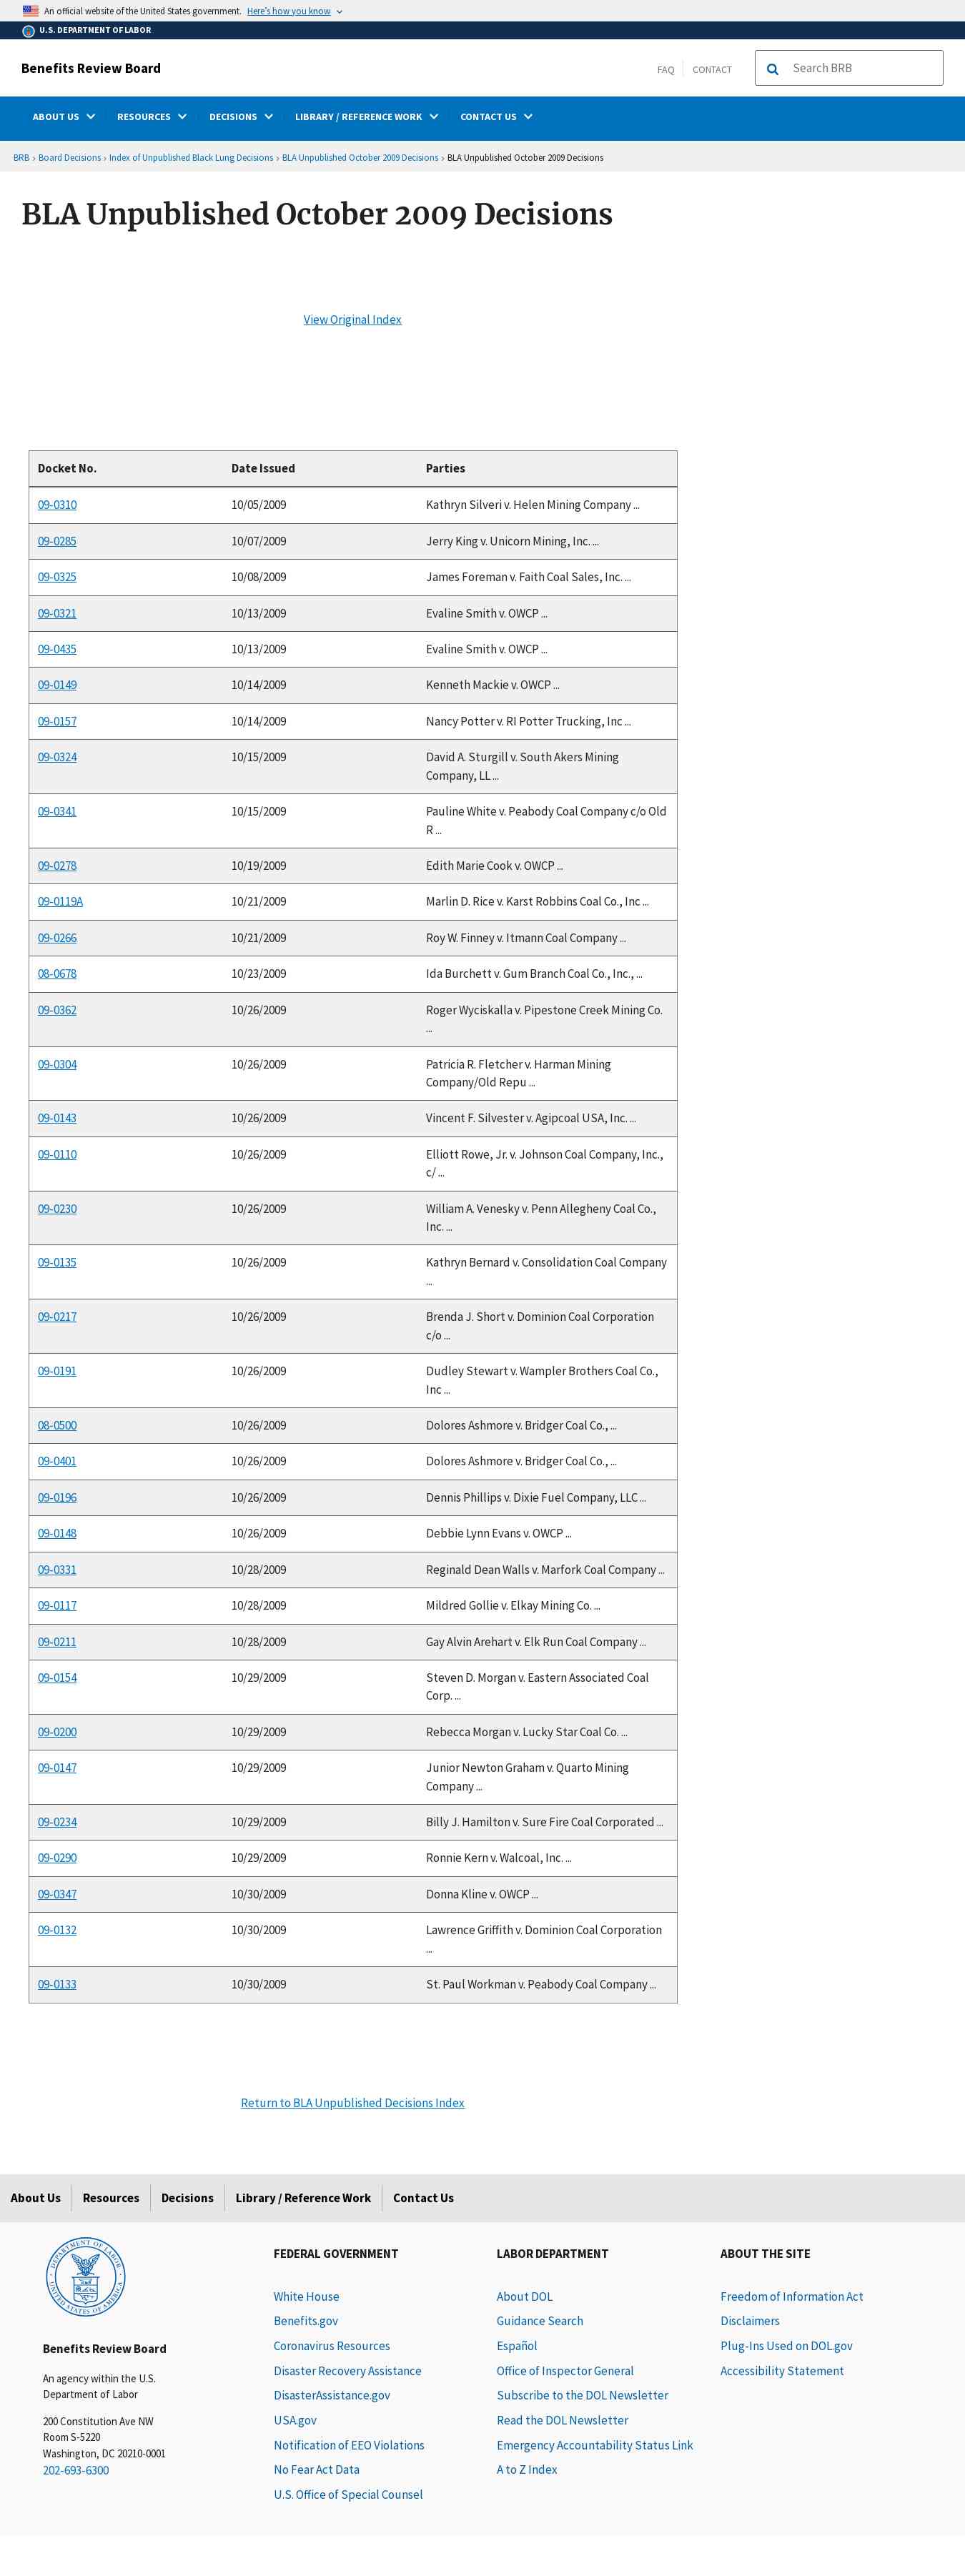 An official website of the United States government. Here's how you know
U.S. DEPARTMENT OF LABOR
Benefits Review Board
FAQ CONTACT Search BRB
ABOUT US RESOURCES DECISIONS LIBRARY / REFERENCE WORK CONTACT US
BRB › Board Decisions › Index of Unpublished Black Lung Decisions › BLA Unpublished October 2009 Decisions › BLA Unpublished October 2009 Decisions
BLA Unpublished October 2009 Decisions
View Original Index
Docket No. Date Issued Parties
09-0310 10/05/2009 Kathryn Silveri v. Helen Mining Company ...
09-0285 10/07/2009 Jerry King v. Unicorn Mining, Inc. ...
09-0325 10/08/2009 James Foreman v. Faith Coal Sales, Inc. ...
09-0321 10/13/2009 Evaline Smith v. OWCP ...
09-0435 10/13/2009 Evaline Smith v. OWCP ...
09-0149 10/14/2009 Kenneth Mackie v. OWCP ...
09-0157 10/14/2009 Nancy Potter v. RI Potter Trucking, Inc ...
09-0324 10/15/2009 David A. Sturgill v. South Akers Mining
Company, LL ...
09-0341 10/15/2009 Pauline White v. Peabody Coal Company c/o Old
R ...
09-0278 10/19/2009 Edith Marie Cook v. OWCP ...
09-0119A 10/21/2009 Marlin D. Rice v. Karst Robbins Coal Co., Inc ...
09-0266 10/21/2009 Roy W. Finney v. Itmann Coal Company ...
08-0678 10/23/2009 Ida Burchett v. Gum Branch Coal Co., Inc., ...
09-0362 10/26/2009 Roger Wyciskalla v. Pipestone Creek Mining Co.
...
09-0304 10/26/2009 Patricia R. Fletcher v. Harman Mining
Company/Old Repu ...
09-0143 10/26/2009 Vincent F. Silvester v. Agipcoal USA, Inc. ...
09-0110 10/26/2009 Elliott Rowe, Jr. v. Johnson Coal Company, Inc.,
c/ ...
09-0230 10/26/2009 William A. Venesky v. Penn Allegheny Coal Co.,
Inc. ...
09-0135 10/26/2009 Kathryn Bernard v. Consolidation Coal Company
...
09-0217 10/26/2009 Brenda J. Short v. Dominion Coal Corporation
c/o ...
09-0191 10/26/2009 Dudley Stewart v. Wampler Brothers Coal Co.,
Inc ...
08-0500 10/26/2009 Dolores Ashmore v. Bridger Coal Co., ...
09-0401 10/26/2009 Dolores Ashmore v. Bridger Coal Co., ...
09-0196 10/26/2009 Dennis Phillips v. Dixie Fuel Company, LLC ...
09-0148 10/26/2009 Debbie Lynn Evans v. OWCP ...
09-0331 10/28/2009 Reginald Dean Walls v. Marfork Coal Company ...
09-0117 10/28/2009 Mildred Gollie v. Elkay Mining Co. ...
09-0211 10/28/2009 Gay Alvin Arehart v. Elk Run Coal Company ...
09-0154 10/29/2009 Steven D. Morgan v. Eastern Associated Coal
Corp. ...
09-0200 10/29/2009 Rebecca Morgan v. Lucky Star Coal Co. ...
09-0147 10/29/2009 Junior Newton Graham v. Quarto Mining
Company ...
09-0234 10/29/2009 Billy J. Hamilton v. Sure Fire Coal Corporated ...
09-0290 10/29/2009 Ronnie Kern v. Walcoal, Inc. ...
09-0347 10/30/2009 Donna Kline v. OWCP ...
09-0132 10/30/2009 Lawrence Griffith v. Dominion Coal Corporation
...
09-0133 10/30/2009 St. Paul Workman v. Peabody Coal Company ...
Return to BLA Unpublished Decisions Index
About Us Resources Decisions Library / Reference Work Contact Us
DEPARTMENT OF LABOR
UNITED STATES OF AMERICA
Benefits Review Board
An agency within the U.S.
Department of Labor
200 Constitution Ave NW
Room S-5220
Washington, DC 20210-0001
202-693-6300
FEDERAL GOVERNMENT
White House
Benefits.gov
Coronavirus Resources
Disaster Recovery Assistance
DisasterAssistance.gov
USA.gov
Notification of EEO Violations
No Fear Act Data
U.S. Office of Special Counsel
LABOR DEPARTMENT
About DOL
Guidance Search
Español
Office of Inspector General
Subscribe to the DOL Newsletter
Read the DOL Newsletter
Emergency Accountability Status Link
A to Z Index
ABOUT THE SITE
Freedom of Information Act
Disclaimers
Plug-Ins Used on DOL.gov
Accessibility Statement